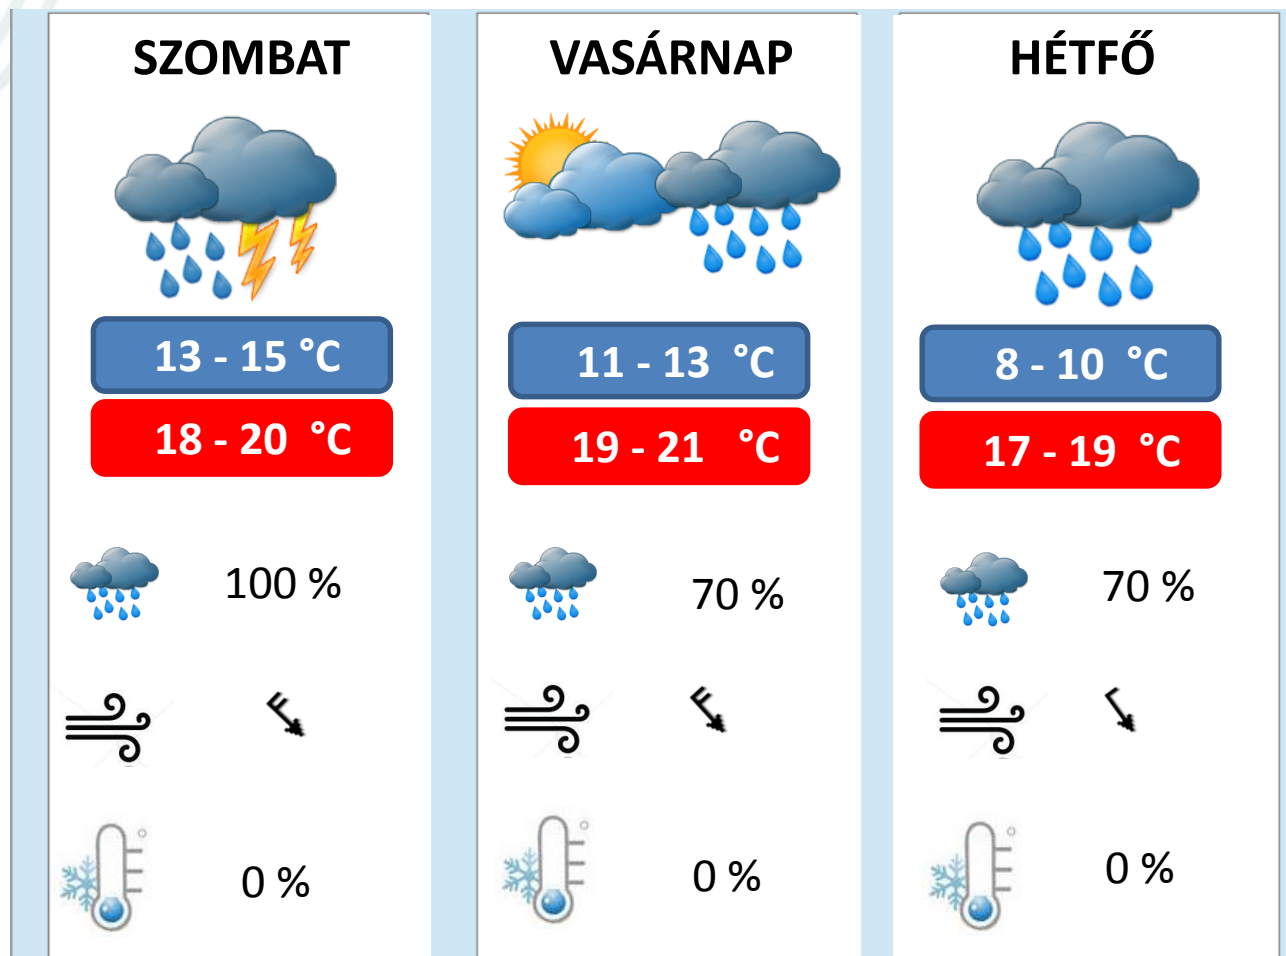 SZOMBAT
13 - 15 °C
18 - 20 °C
100 %
0 %
VASÁRNAP
11 - 13 °C
19 - 21 °C
70 %
0 %
HÉTFŐ
8 - 10 °C
17 - 19 °C
70 %
0 %